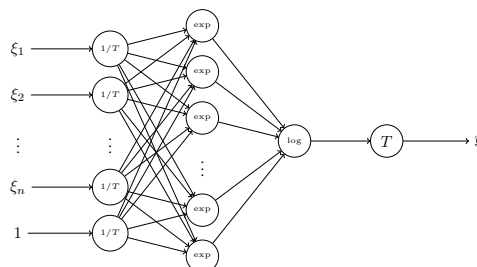 exp
ξ₁ 1/T
exp
ξ₂ 1/T
exp
⋮ ⋮ log T
⋮
ξₙ 1/T
exp
1 1/T
exp